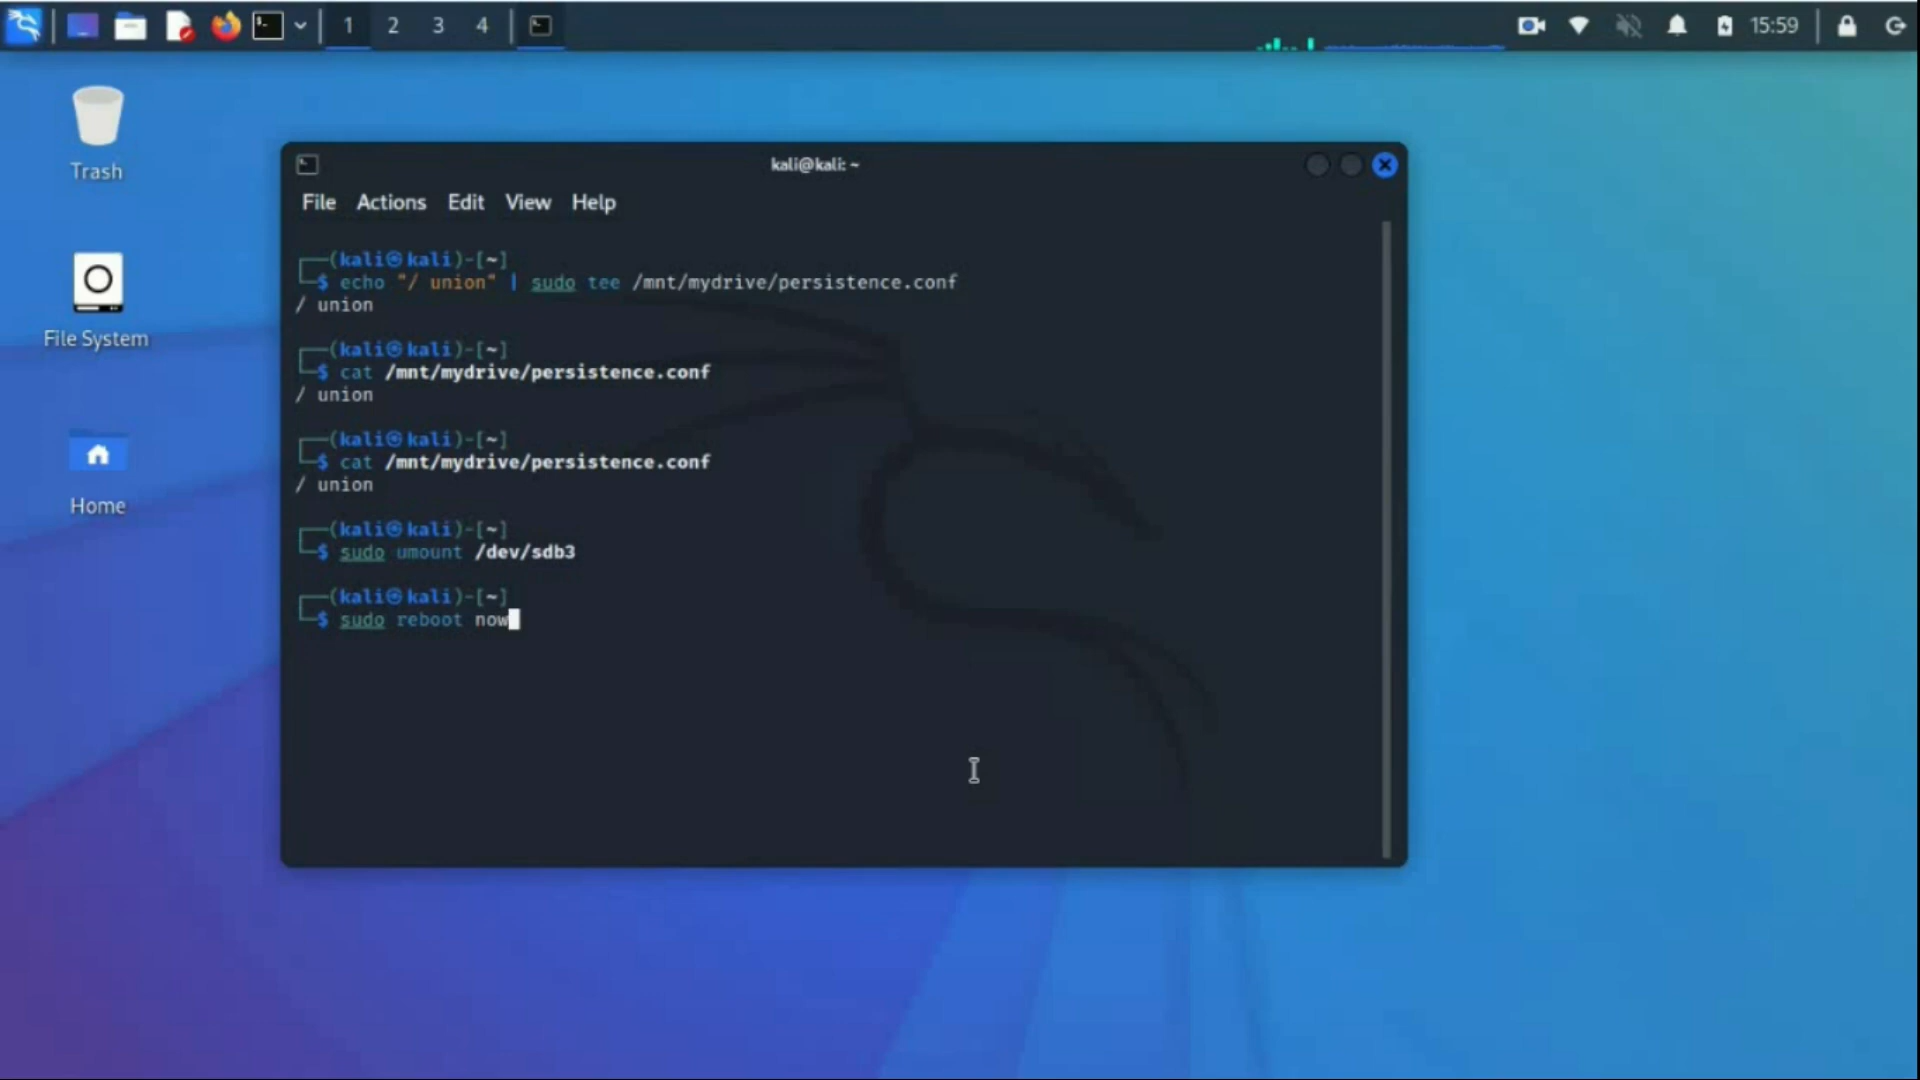 1 2 3 4 15:59
Trash
File System
Home
kali@kali: ~
File Actions Edit View Help
┌──(kali㉿kali)-[~]
└─$ echo "/ union" | sudo tee /mnt/mydrive/persistence.conf
/ union
┌──(kali㉿kali)-[~]
└─$ cat /mnt/mydrive/persistence.conf
/ union
┌──(kali㉿kali)-[~]
└─$ cat /mnt/mydrive/persistence.conf
/ union
┌──(kali㉿kali)-[~]
└─$ sudo umount /dev/sdb3
┌──(kali㉿kali)-[~]
└─$ sudo reboot now